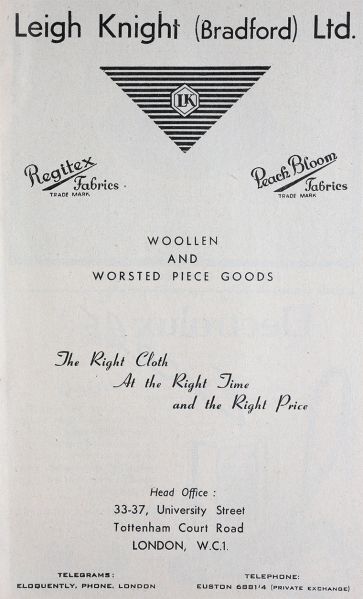 Leigh Knight (Bradford) Ltd.
LK
Regitex
Fabrics
TRADE MARK
Peach Bloom
Fabrics
TRADE MARK
WOOLLEN
AND
WORSTED PIECE GOODS
The Right Cloth
At the Right Time
and the Right Price
Head Office :
33-37, University Street
Tottenham Court Road
LONDON, W.C.1.
TELEGRAMS :
ELOQUENTLY, PHONE, LONDON
TELEPHONE:
EUSTON 6681/4 (PRIVATE EXCHANGE)